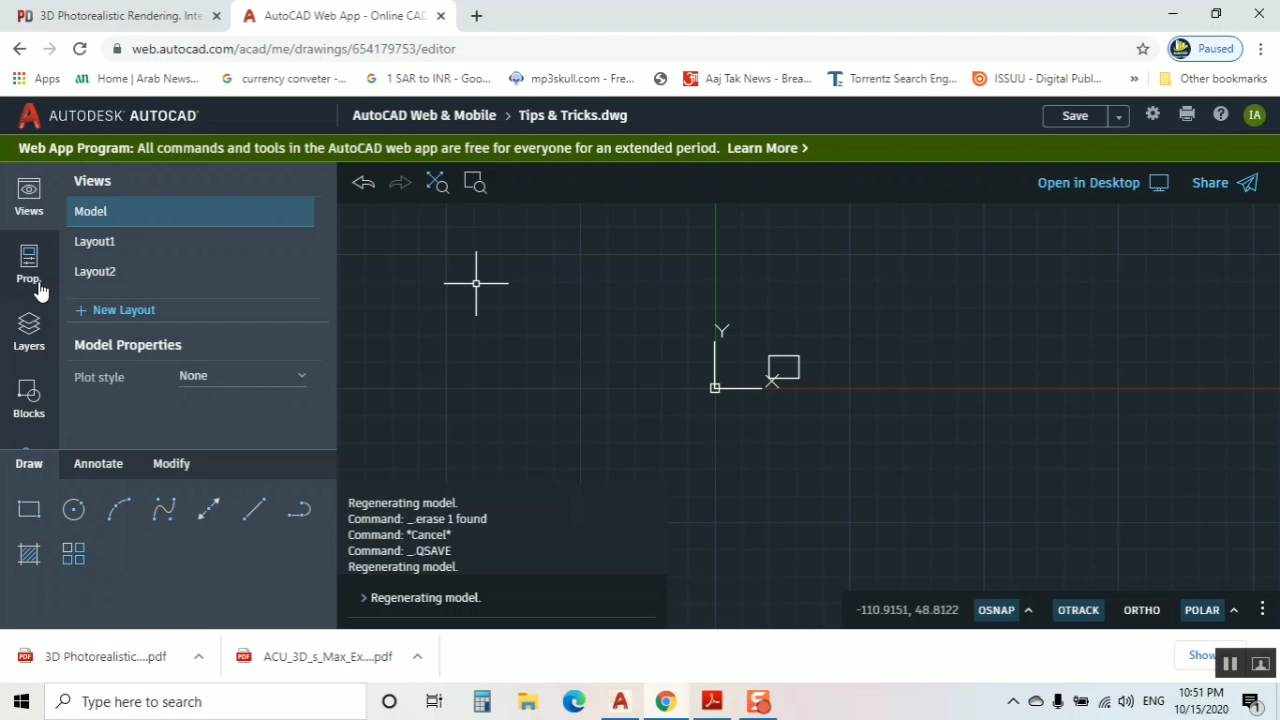 3D Photorealistic Rendering. Inte
AutoCAD Web App - Online CAD
web.autocad.com/acad/me/drawings/654179753/editor
Paused
Apps
Home | Arab News...
currency conveter -...
1 SAR to INR - Goo...
mp3skull.com - Fre...
Aaj Tak News - Brea...
Torrentz Search Eng...
ISSUU - Digital Publ...
»
Other bookmarks
AUTODESK AUTOCAD
AutoCAD Web & Mobile > Tips & Tricks.dwg
Save
IA
Web App Program: All commands and tools in the AutoCAD web app are free for everyone for an extended period. Learn More >
Views
Prop.
Layers
Blocks
Views
Model
Layout1
Layout2
+ New Layout
Model Properties
Plot style None
Open in Desktop
Share
Y
X
Draw Annotate Modify
Regenerating model.
Command: _.erase 1 found
Command: *Cancel*
Command: _.QSAVE
Regenerating model.
> Regenerating model.
-110.9151, 48.8122 OSNAP OTRACK ORTHO POLAR
3D Photorealistic....pdf
ACU_3D_s_Max_Ex....pdf
Show
Type here to search
ENG
10:51 PM
10/15/2020
1